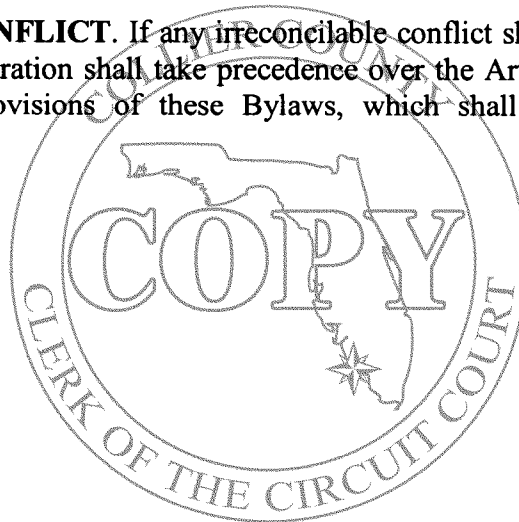 NFLICT. If any irreconcilable conflict sh
ration shall take precedence over the Ar
ovisions of these Bylaws, which shall
COLLIER COUNTY
COPY
CLERK OF THE CIRCUIT COURT